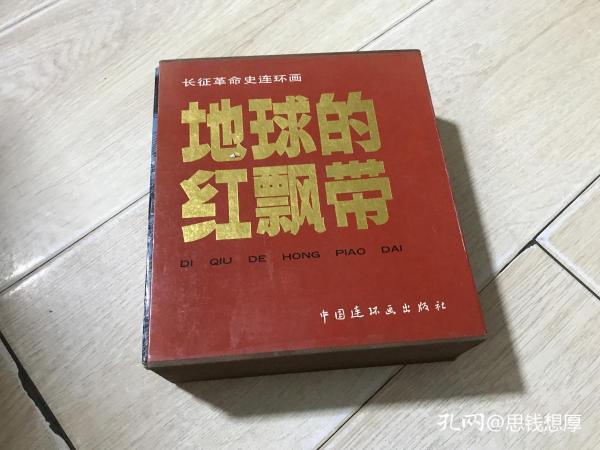 长征革命史连环画
地球的
红飘带
DI QIU DE HONG PIAO DAI
中国连环画出版社
孔网@思钱想厚